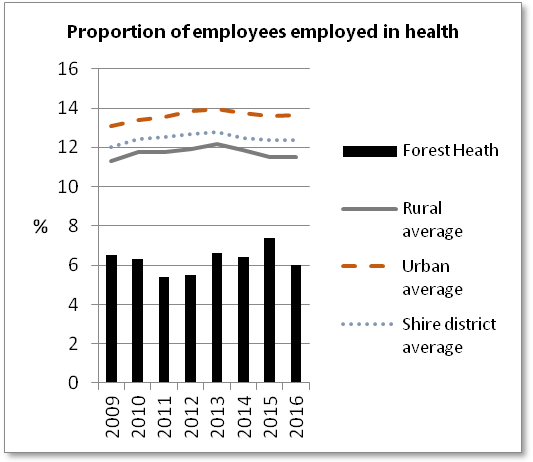 Proportion of employees employed in health
16
14
12
10
8
6
4
2
0
%
2009
2010
2011
2012
2013
2014
2015
2016
Forest Heath
Rural
average
Urban
average
Shire district
average